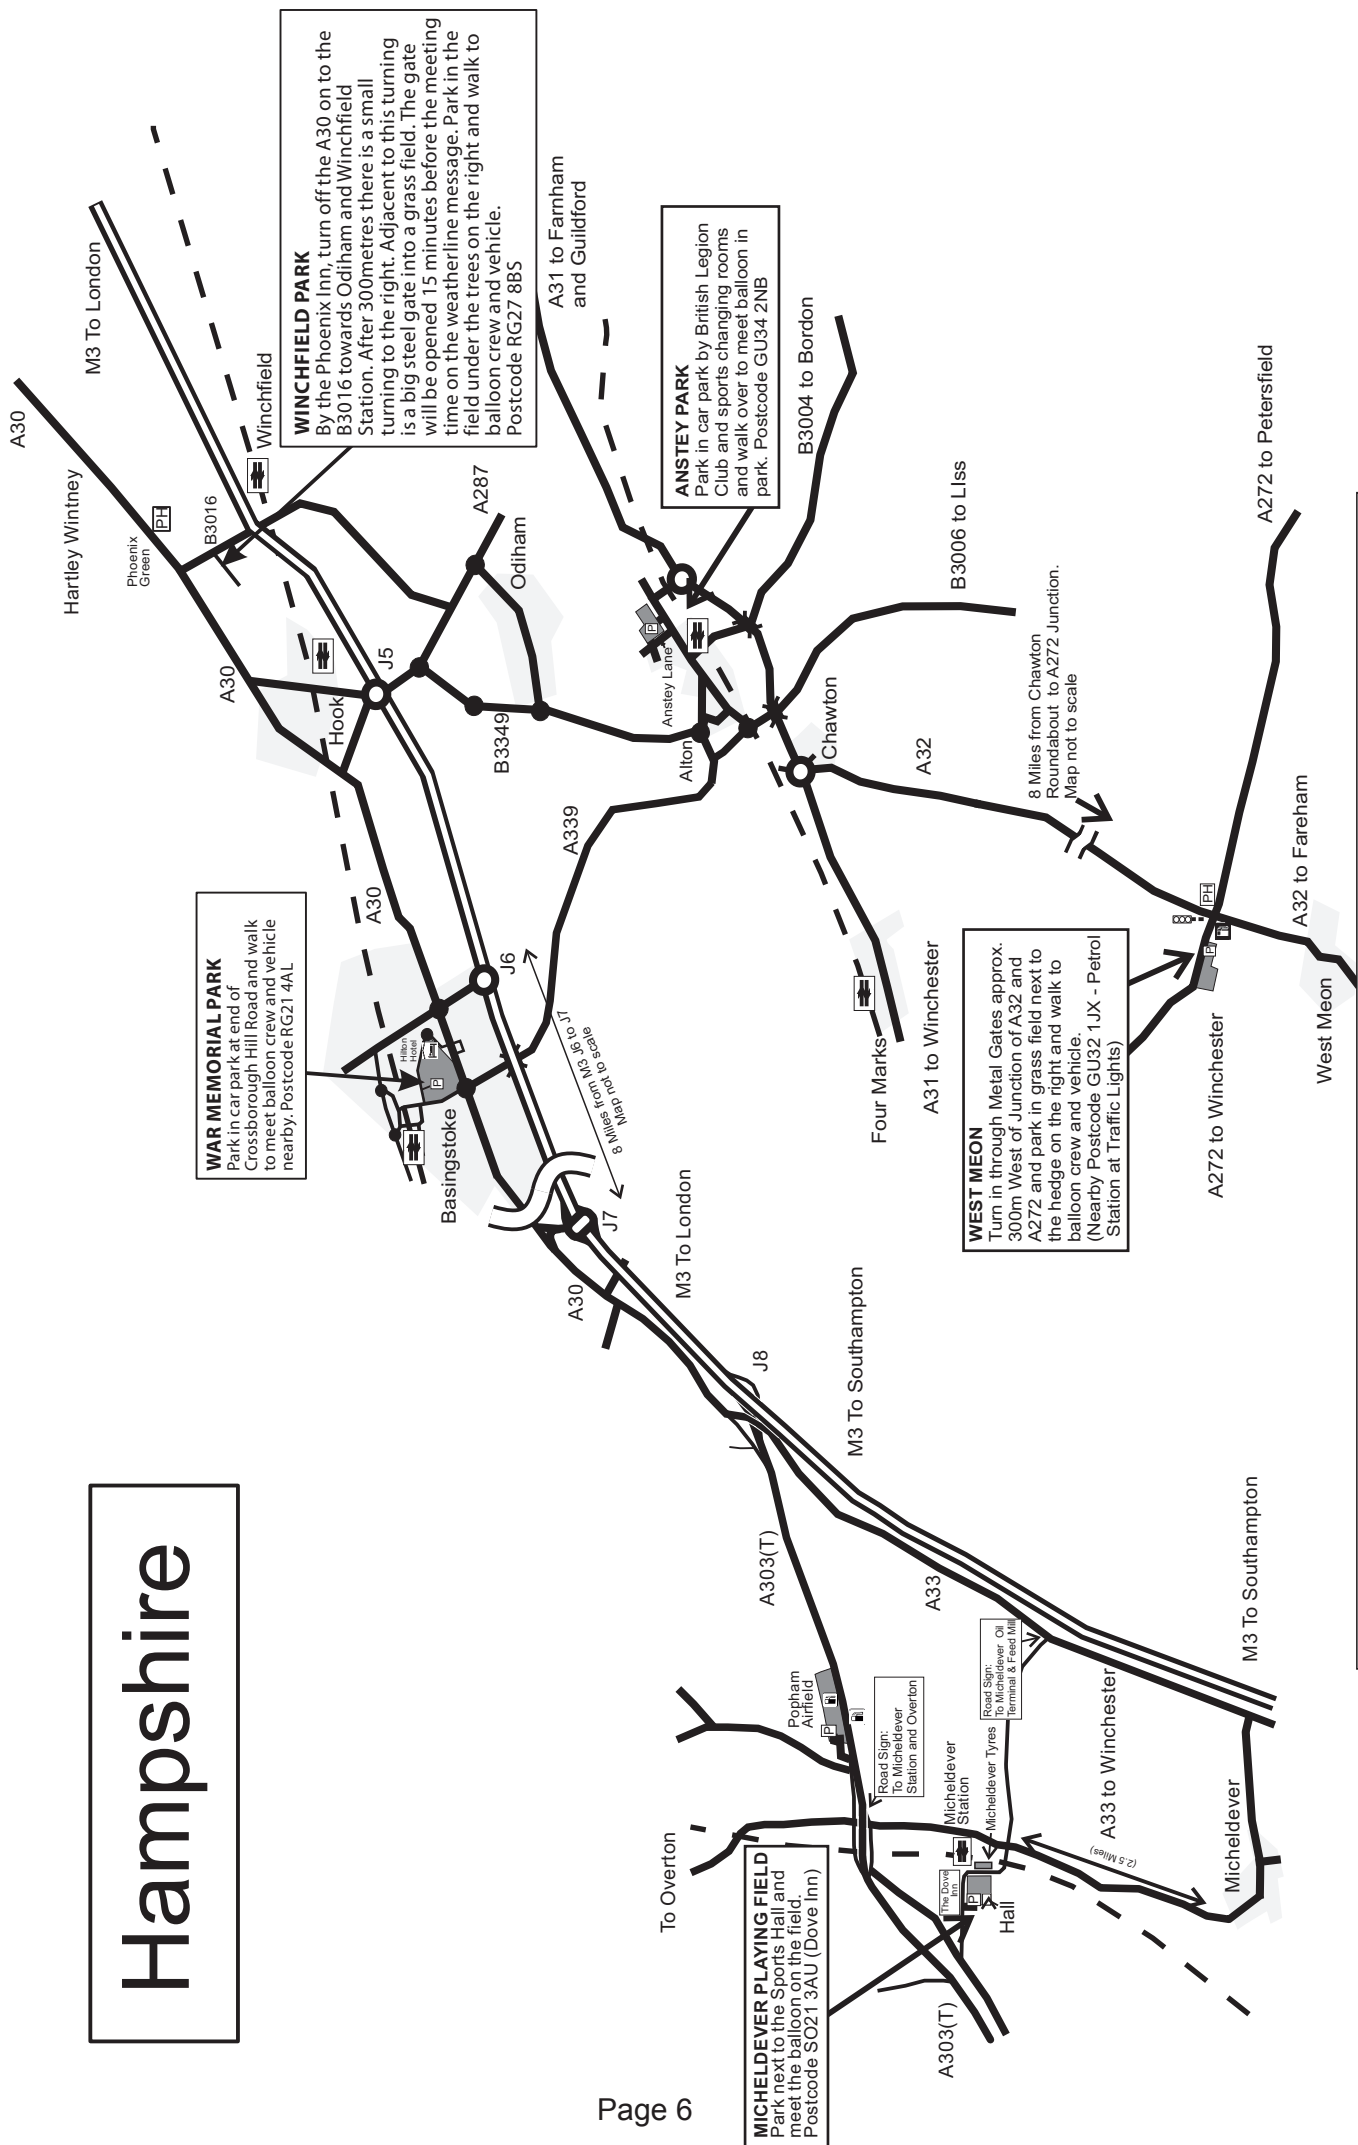 Hampshire
WINCHFIELD PARK
By the Phoenix Inn, turn off the A30 on to the
B3016 towards Odiham and Winchfield
Station. After 300metres there is a small
turning to the right. Adjacent to this turning
is a big steel gate into a grass field. The gate
will be opened 15 minutes before the meeting
time on the weatherline message. Park in the
field under the trees on the right and walk to
balloon crew and vehicle.
Postcode RG27 8BS
A30
M3 To London
Hartley Wintney
Phoenix
Green
PH
B3016
Winchfield
A30
Hook
J5
A287
Odiham
B3349
A31 to Farnham
and Guildford
ANSTEY PARK
Park in car park by British Legion
Club and sports changing rooms
and walk over to meet balloon in
park. Postcode GU34 2NB
P
Anstey Lane
Alton
B3004 to Bordon
B3006 to LIss
Chawton
A32
8 Miles from Chawton
Roundabout to A272 Junction.
Map not to scale
A272 to Petersfield
A32 to Fareham
PH
P
West Meon
A272 to Winchester
WEST MEON
Turn in through Metal Gates approx.
300m West of Junction of A32 and
A272 and park in grass field next to
the hedge on the right and walk to
balloon crew and vehicle.
(Nearby Postcode GU32 1JX - Petrol
Station at Traffic Lights)
A31 to Winchester
Four Marks
A339
A30
WAR MEMORIAL PARK
Park in car park at end of
Crossborough Hill Road and walk
to meet balloon crew and vehicle
nearby. Postcode RG21 4AL
Hilton
Hotel
P
Basingstoke
J6
8 Miles from M3 J6 to J7
Map not to scale
J7
A30
M3 To London
J8
M3 To Southampton
A303(T)
A33
Popham
Airfield
P
Road Sign:
To Micheldever
Station and Overton
Road Sign:
To Micheldever Oil
Terminal & Feed Mill
Micheldever
Station
Micheldever Tyres
To Overton
The Dove
Inn
P
Hall
MICHELDEVER PLAYING FIELD
Park next to the Sports Hall and
meet the balloon on the field.
Postcode SO21 3AU (Dove Inn)
A303(T)
A33 to Winchester
(2.5 Miles)
Micheldever
M3 To Southampton
Page 6